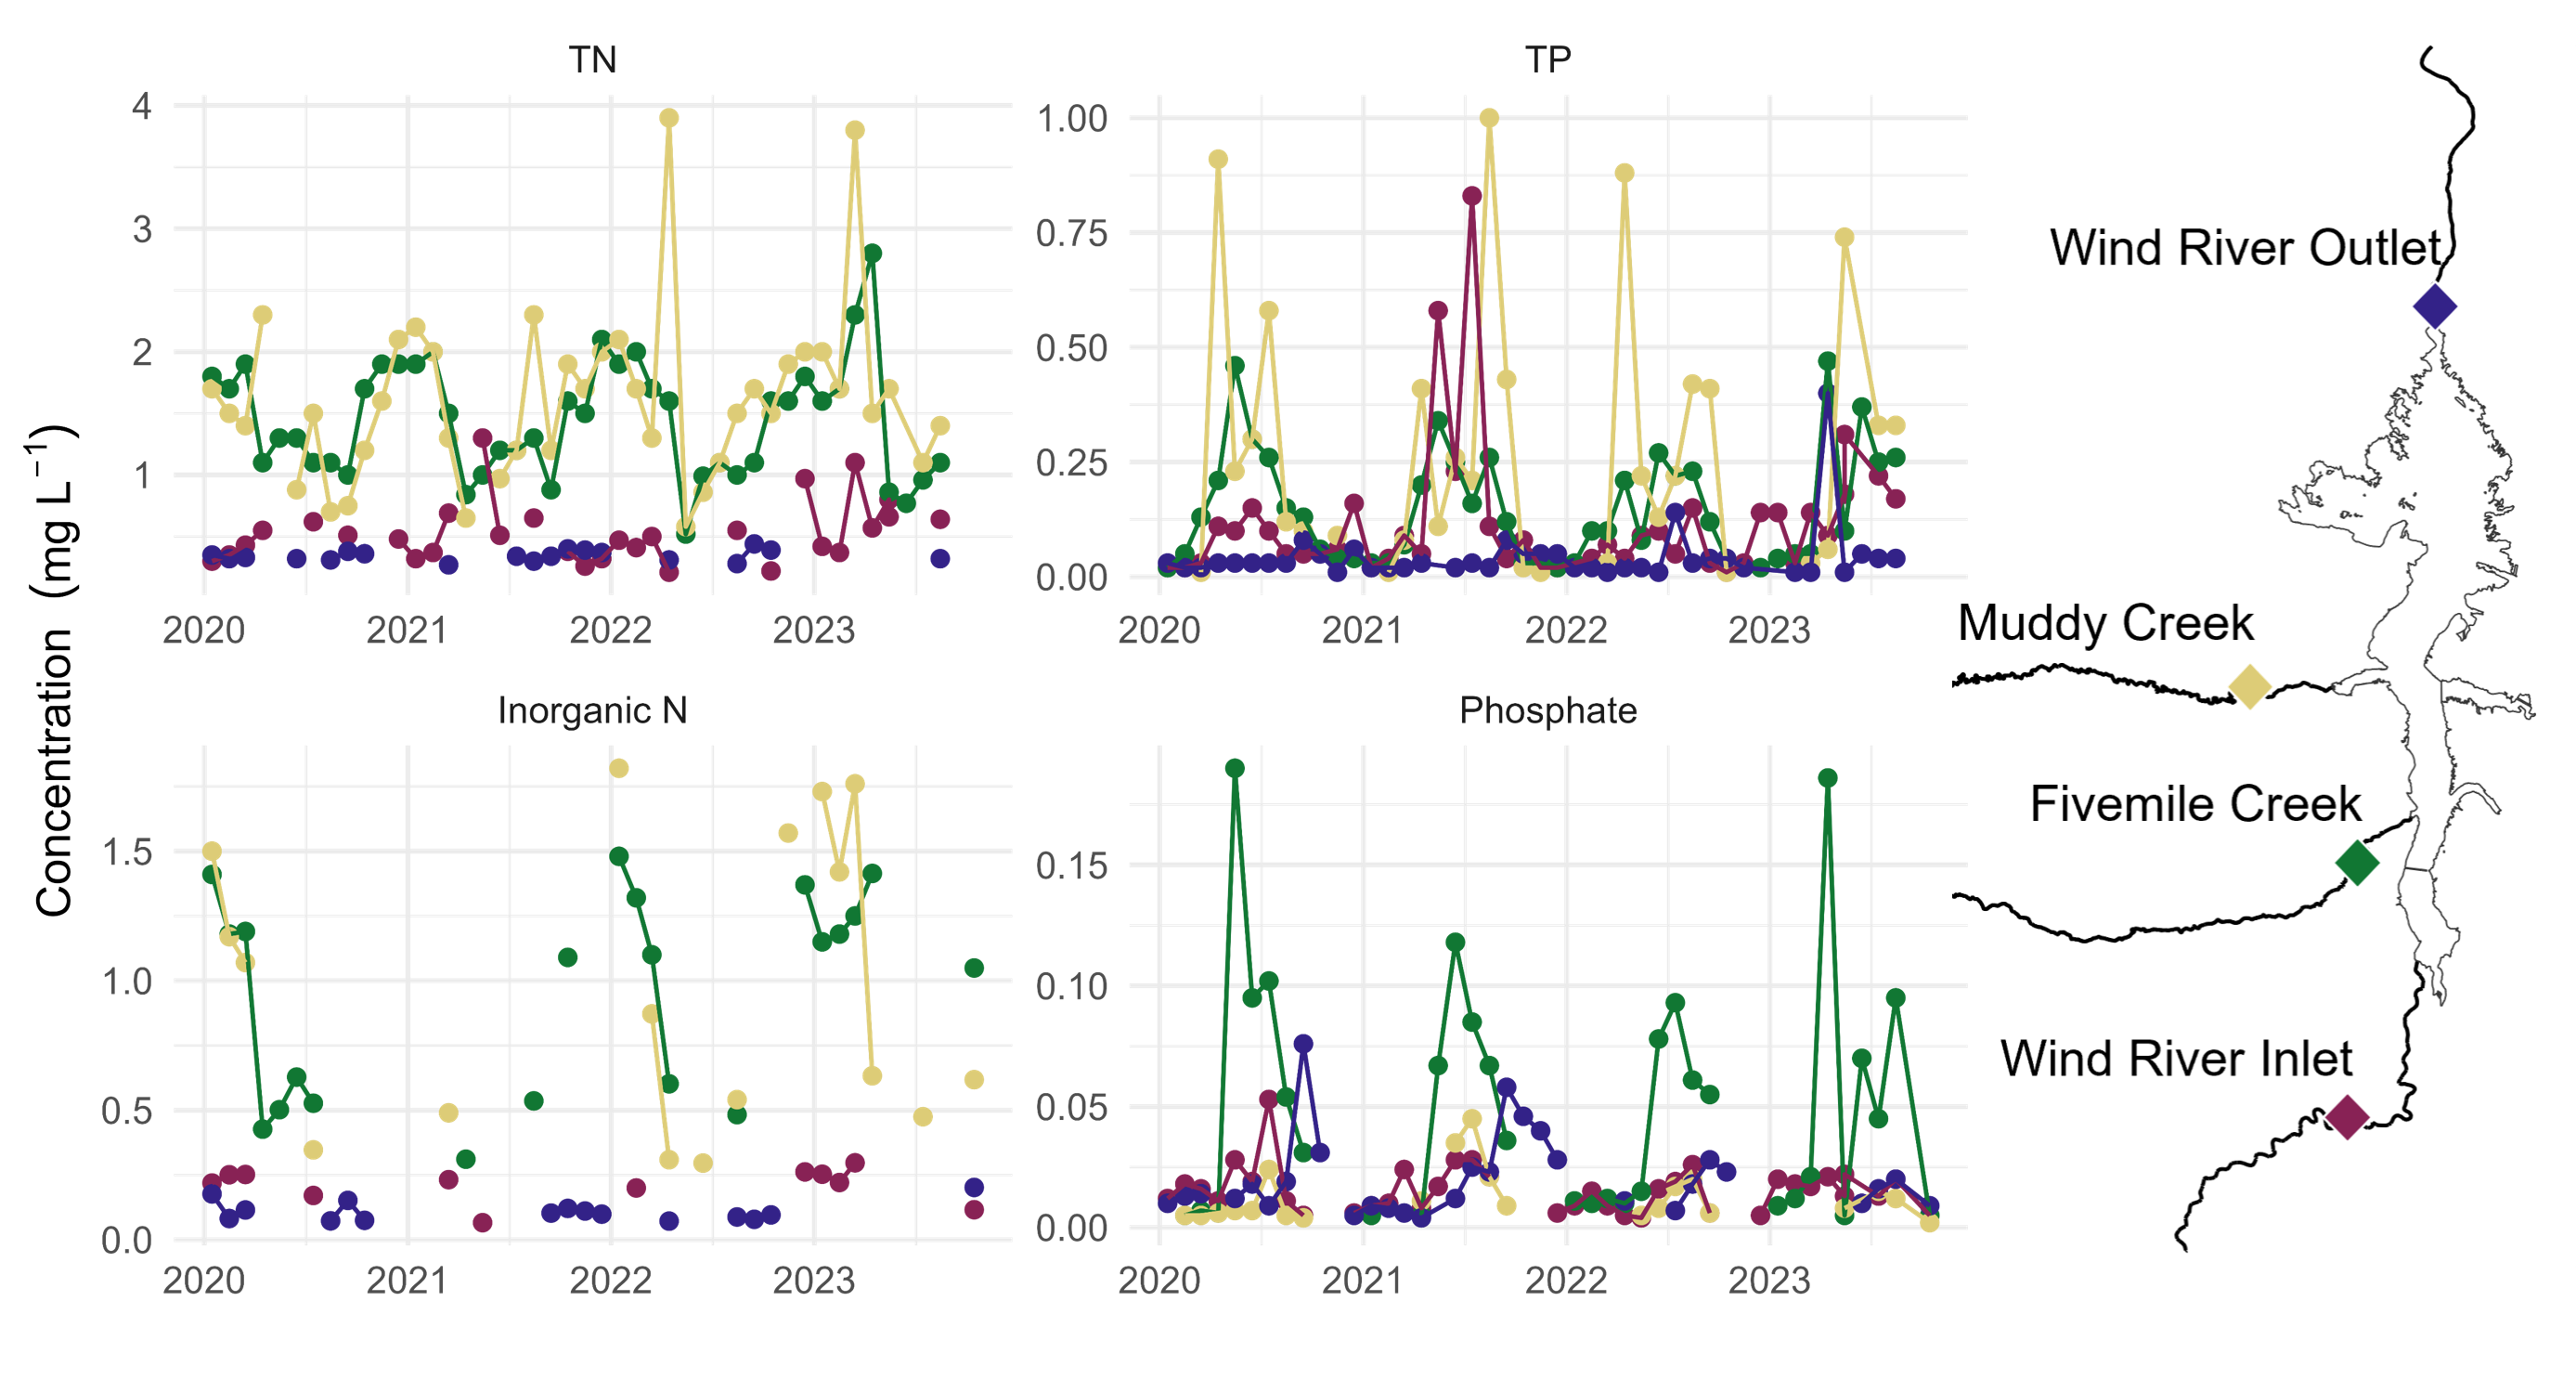 TN
4
3
2
1
2020 2021 2022 2023
TP
1.00
0.75
0.50
0.25
0.00
2020 2021 2022 2023
Concentration (mg L⁻¹)
Inorganic N
1.5
1.0
0.5
0.0
2020 2021 2022 2023
Phosphate
0.15
0.10
0.05
0.00
2020 2021 2022 2023
Wind River Outlet
Muddy Creek
Fivemile Creek
Wind River Inlet